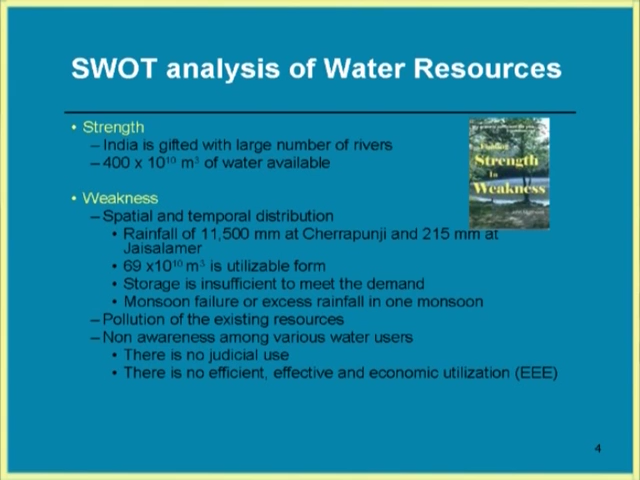 SWOT analysis of Water Resources
• Strength
– India is gifted with large number of rivers
– 400 x 10¹⁰ m³ of water available
Finding
Strength
In
Weakness
• Weakness
– Spatial and temporal distribution
• Rainfall of 11,500 mm at Cherrapunji and 215 mm at
Jaisalamer
• 69 x10¹⁰ m³ is utilizable form
• Storage is insufficient to meet the demand
• Monsoon failure or excess rainfall in one monsoon
– Pollution of the existing resources
– Non awareness among various water users
• There is no judicial use
• There is no efficient, effective and economic utilization (EEE)
4